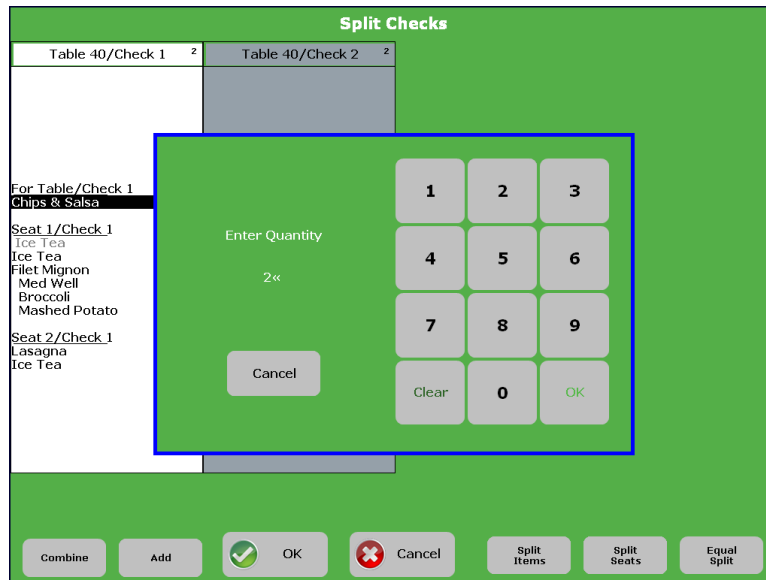 Split Checks
Table 40/Check 1 2
Table 40/Check 2 2
For Table/Check 1
Chips & Salsa
Seat 1/Check 1
Ice Tea
Ice Tea
Filet Mignon
Med Well
Broccoli
Mashed Potato
Seat 2/Check 1
Lasagna
Ice Tea
Enter Quantity
2«
Cancel
1 2 3
4 5 6
7 8 9
Clear 0 OK
Combine
Add
OK
Cancel
Split
Items
Split
Seats
Equal
Split